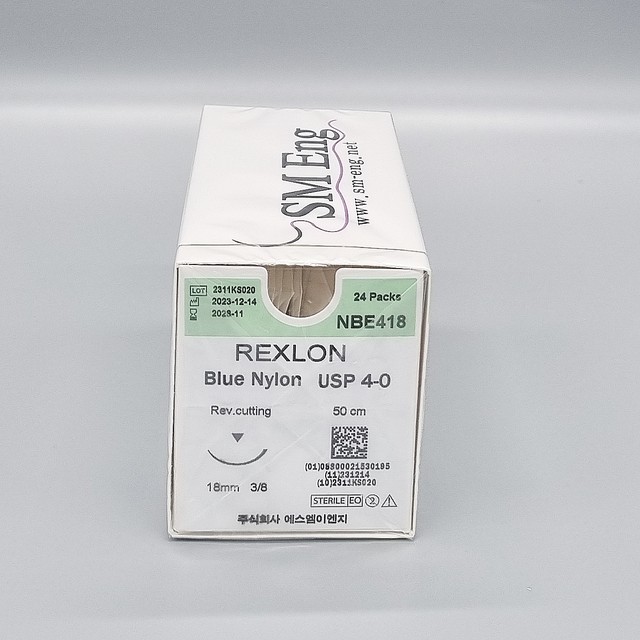 SM Eng
www.sm-eng.net
LOT 2311KS020
2023-12-14
2028-11
24 Packs
NBE418
REXLON
Blue Nylon USP 4-0
Rev.cutting 50 cm
(01)08800021530195
(11)231214
(10)2311KS020
18mm 3/8
STERILE EO 2
주식회사 에스엠이엔지